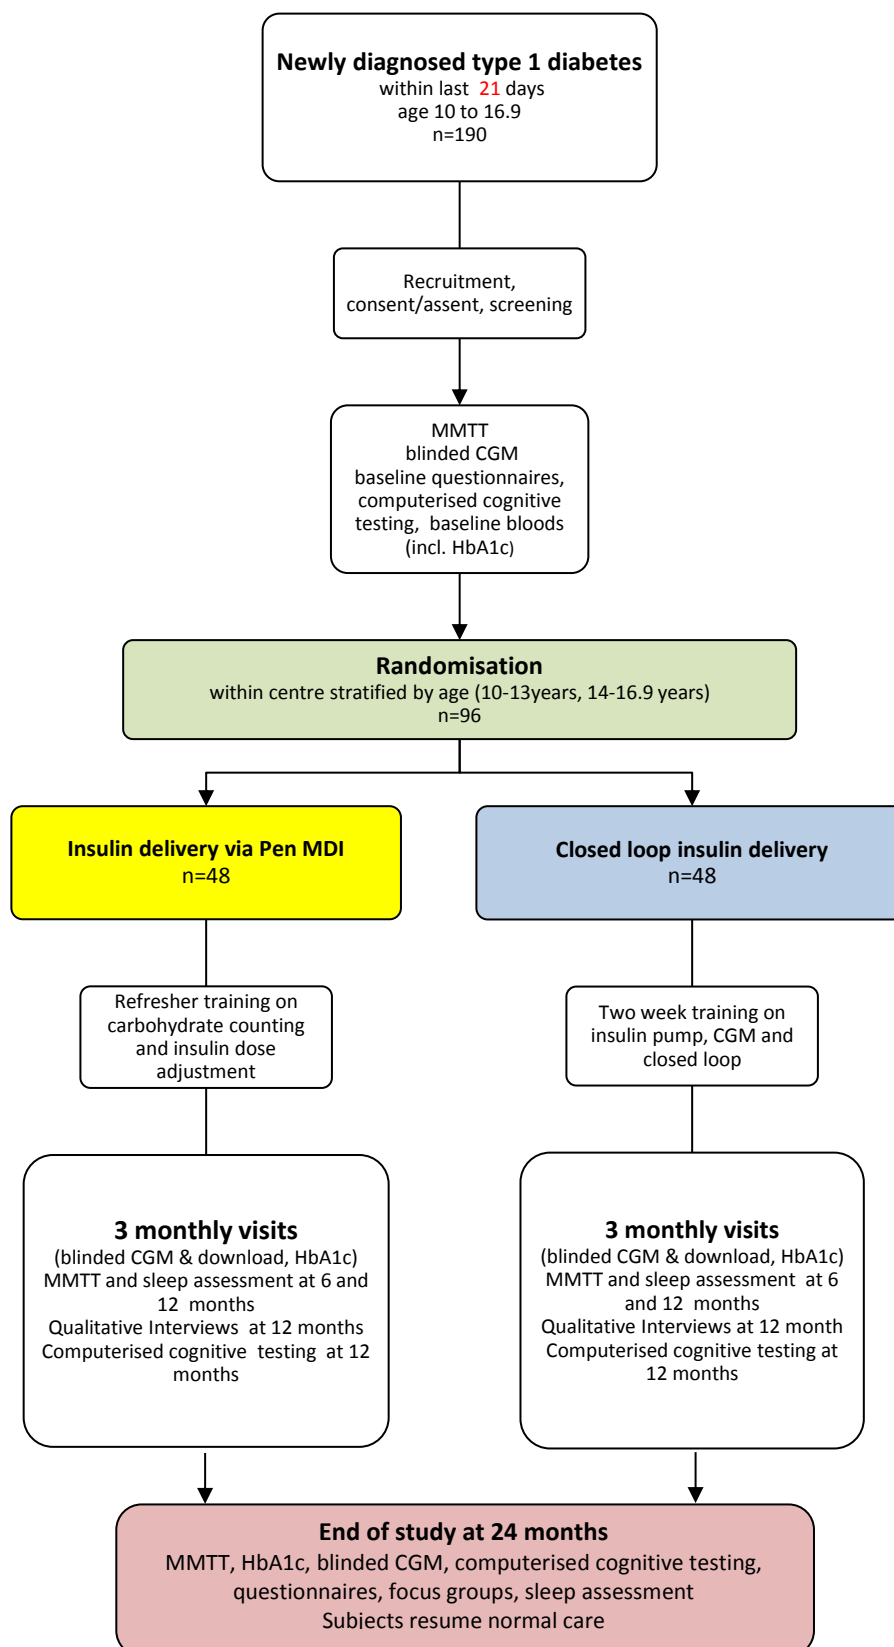 Newly diagnosed type 1 diabetes
within last 21 days
age 10 to 16.9
n=190
Recruitment,
consent/assent, screening
MMTT
blinded CGM
baseline questionnaires,
computerised cognitive
testing, baseline bloods
(incl. HbA1c)
Randomisation
within centre stratified by age (10-13years, 14-16.9 years)
n=96
Insulin delivery via Pen MDI
n=48
Closed loop insulin delivery
n=48
Refresher training on
carbohydrate counting
and insulin dose
adjustment
Two week training on
insulin pump, CGM and
closed loop
3 monthly visits
(blinded CGM & download, HbA1c)
MMTT and sleep assessment at 6 and
12 months
Qualitative Interviews at 12 months
Computerised cognitive testing at 12
months
3 monthly visits
(blinded CGM & download, HbA1c)
MMTT and sleep assessment at 6
and 12 months
Qualitative Interviews at 12 month
Computerised cognitive testing at
12 months
End of study at 24 months
MMTT, HbA1c, blinded CGM, computerised cognitive testing,
questionnaires, focus groups, sleep assessment
Subjects resume normal care